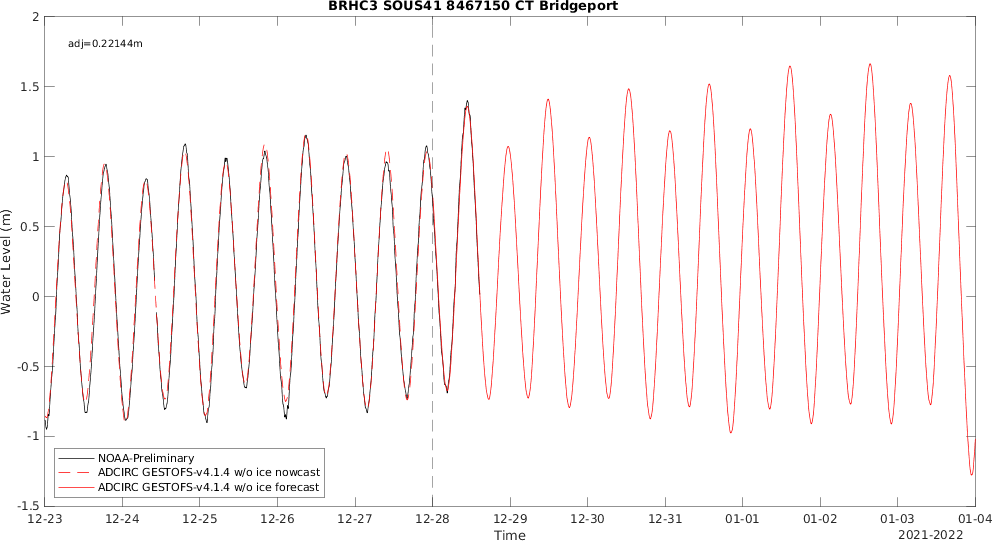 BRHC3 SOUS41 8467150 CT Bridgeport
adj=0.22144m
2
1.5
1
0.5
0
-0.5
-1
-1.5
Water Level (m)
NOAA-Preliminary
ADCIRC GESTOFS-v4.1.4 w/o ice nowcast
ADCIRC GESTOFS-v4.1.4 w/o ice forecast
12-23 12-24 12-25 12-26 12-27 12-28 12-29 12-30 12-31 01-01 01-02 01-03 01-04
Time
2021-2022